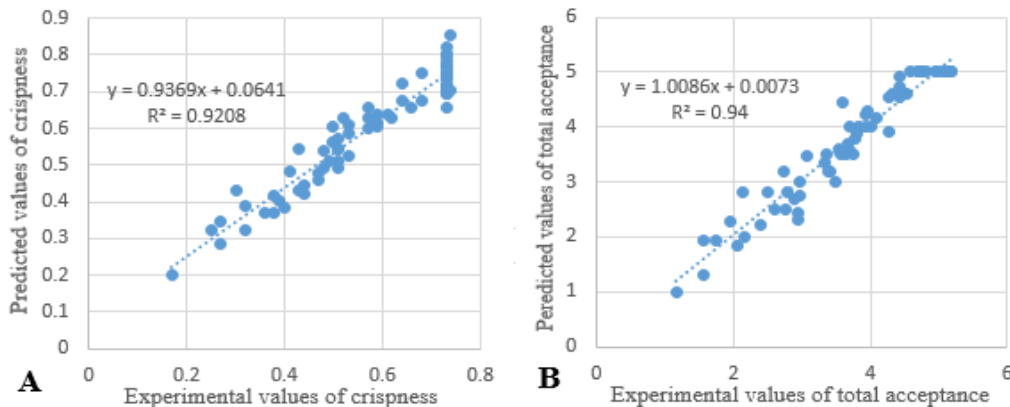 Predicted values of crispness
0.9
0.8
0.7
0.6
0.5
0.4
0.3
0.2
0.1
0
y = 0.9369x + 0.0641
R² = 0.9208
0
0.2
0.4
0.6
0.8
A
Experimental values of crispness
Peredicted values of total acceptance
6
5
4
3
2
1
0
y = 1.0086x + 0.0073
R² = 0.94
0
2
4
6
B
Experimental values of total acceptance